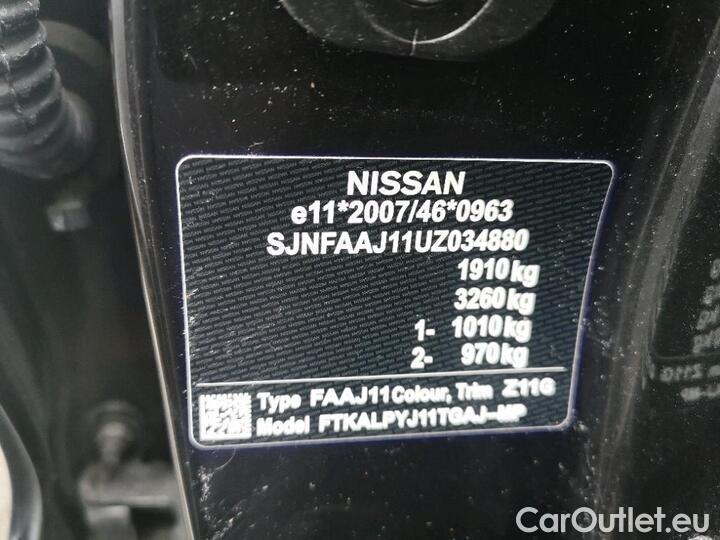 NISSAN
e11*2007/46*0963
SJNFAAJ11UZ034880
1910 kg
3260 kg
1- 1010 kg
2- 970 kg
Type FAAJ11 Colour, Trim Z11G
Model FTKALPYJ11TGAJ-MP
CarOutlet.eu